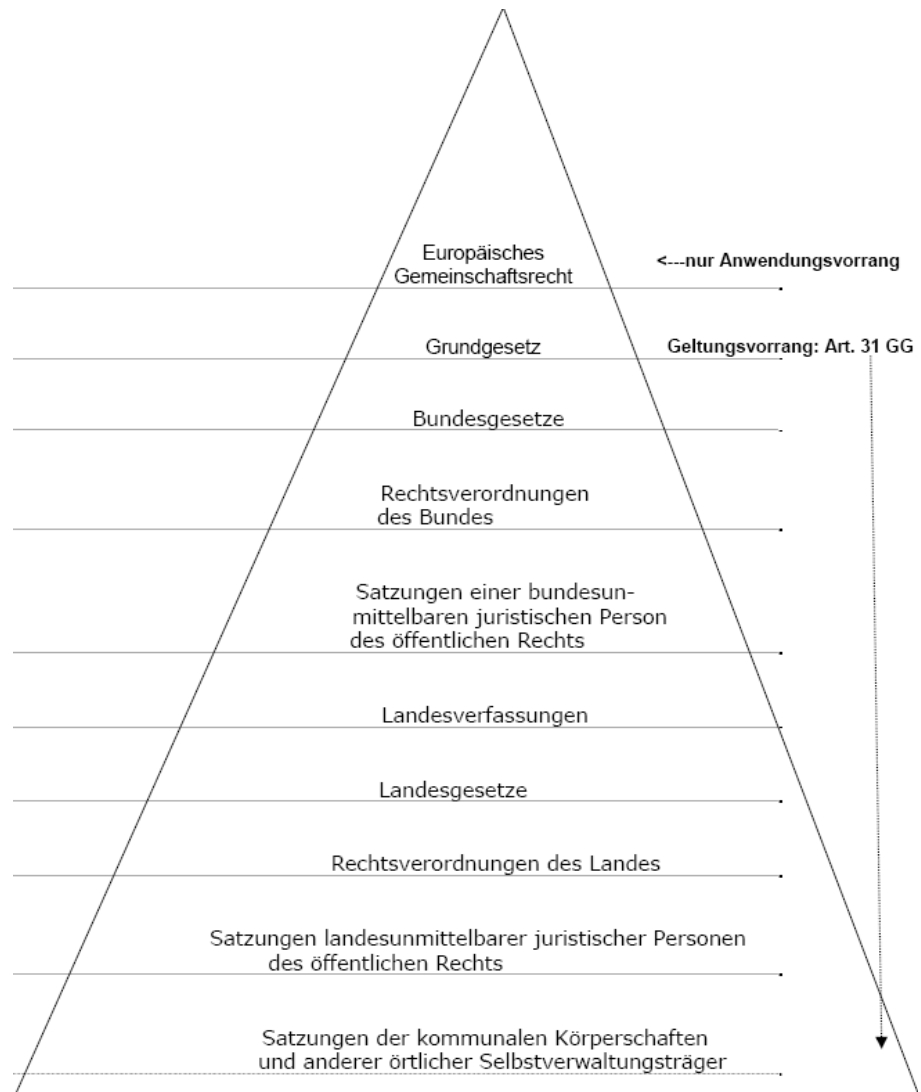 Europäisches
Gemeinschaftsrecht
<---nur Anwendungsvorrang
Grundgesetz
Geltungsvorrang: Art. 31 GG
Bundesgesetze
Rechtsverordnungen
des Bundes
Satzungen einer bundesun-
mittelbaren juristischen Person
des öffentlichen Rechts
Landesverfassungen
Landesgesetze
Rechtsverordnungen des Landes
Satzungen landesunmittelbarer juristischer Personen
des öffentlichen Rechts
Satzungen der kommunalen Körperschaften
und anderer örtlicher Selbstverwaltungsträger